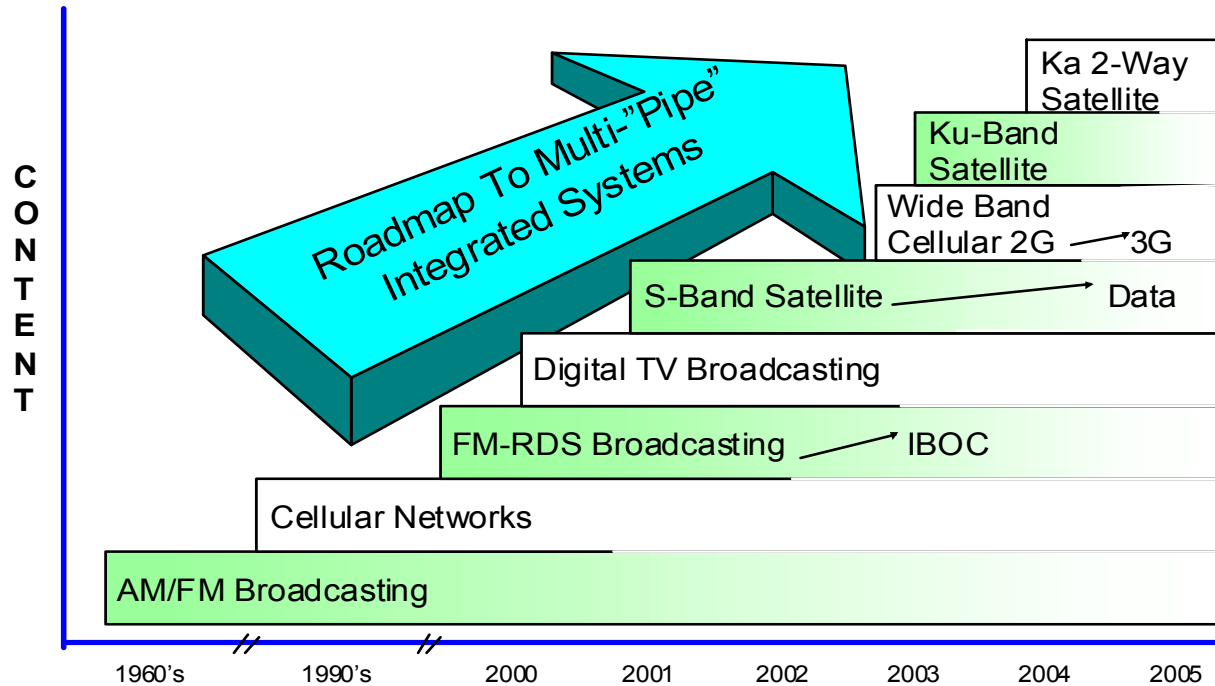 Ka 2-Way
Satellite
Ku-Band
Satellite
Roadmap To Multi-”Pipe”
Integrated Systems
CONTENT
Wide Band
Cellular 2G 3G
S-Band Satellite Data
Digital TV Broadcasting
FM-RDS Broadcasting IBOC
Cellular Networks
AM/FM Broadcasting
1960’s 1990’s 2000 2001 2002 2003 2004 2005